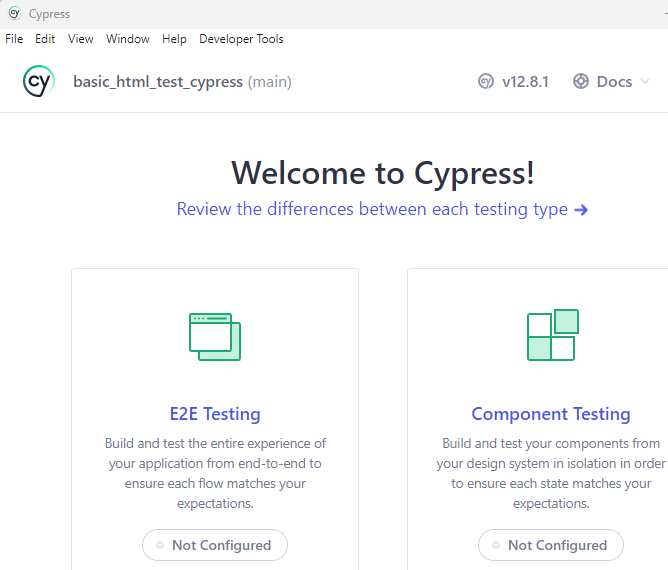 Cypress
File Edit View Window Help Developer Tools
cy basic_html_test_cypress (main) cy v12.8.1 Docs
Welcome to Cypress!
Review the differences between each testing type →
E2E Testing
Build and test the entire experience of
your application from end-to-end to
ensure each flow matches your
expectations.
Not Configured
Component Testing
Build and test your components from
your design system in isolation in order
to ensure each state matches your
expectations.
Not Configured